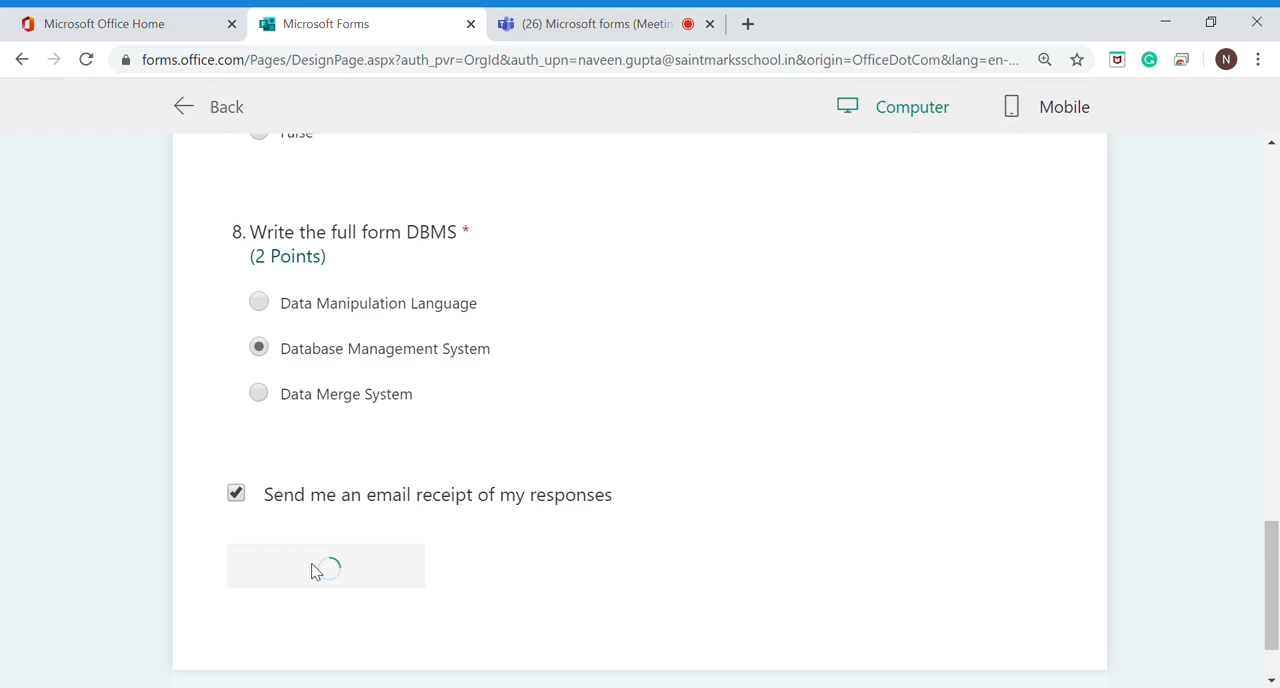 Microsoft Office Home
Microsoft Forms
(26) Microsoft forms (Meetin
forms.office.com/Pages/DesignPage.aspx?auth_pvr=OrgId&auth_upn=naveen.gupta@saintmarksschool.in&origin=OfficeDotCom&lang=en-...
N
Back
Computer
Mobile
False
8. Write the full form DBMS *
(2 Points)
Data Manipulation Language
Database Management System
Data Merge System
Send me an email receipt of my responses